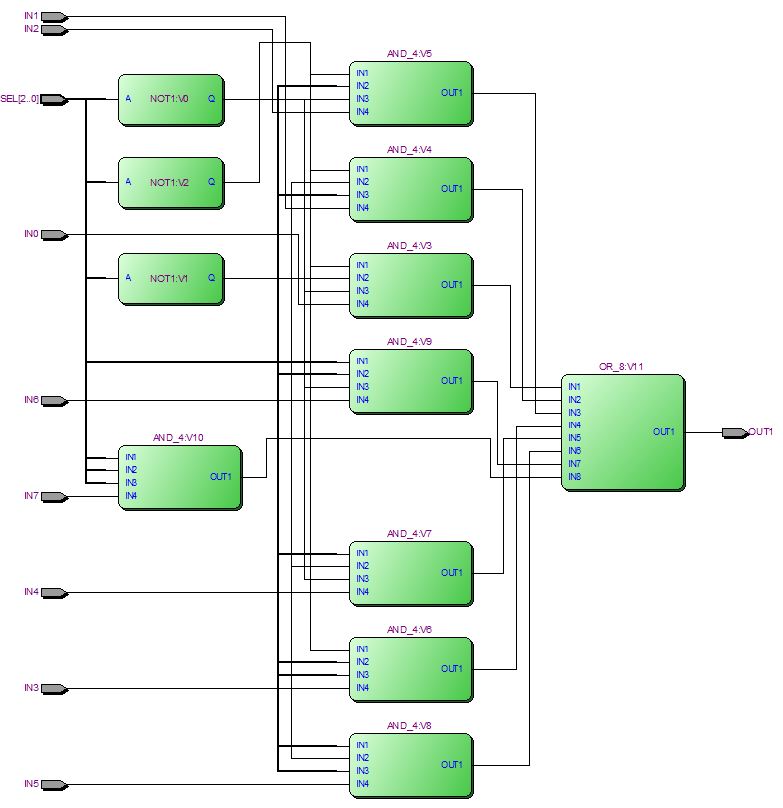 IN1
IN2
AND_4:V5
IN1
IN2
IN3
IN4
OUT1
SEL[2..0]
A NOT1:V0 Q
AND_4:V4
IN1
IN2
IN3
IN4
OUT1
A NOT1:V2 Q
IN0
AND_4:V3
IN1
IN2
IN3
IN4
OUT1
A NOT1:V1 Q
AND_4:V9
IN1
IN2
IN3
IN4
OUT1
IN6
OR_8:V11
IN1
IN2
IN3
IN4
IN5
IN6
IN7
IN8
OUT1
OUT1
AND_4:V10
IN1
IN2
IN3
IN4
OUT1
IN7
AND_4:V7
IN1
IN2
IN3
IN4
OUT1
IN4
AND_4:V6
IN1
IN2
IN3
IN4
OUT1
IN3
AND_4:V8
IN1
IN2
IN3
IN4
OUT1
IN5